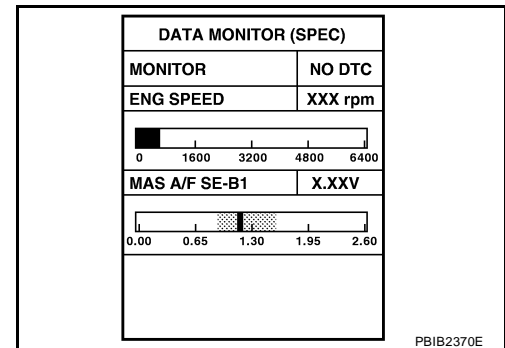 DATA MONITOR (SPEC)
MONITOR NO DTC
ENG SPEED XXX rpm
0 1600 3200 4800 6400
MAS A/F SE-B1 X.XXV
0.00 0.65 1.30 1.95 2.60
PBIB2370E